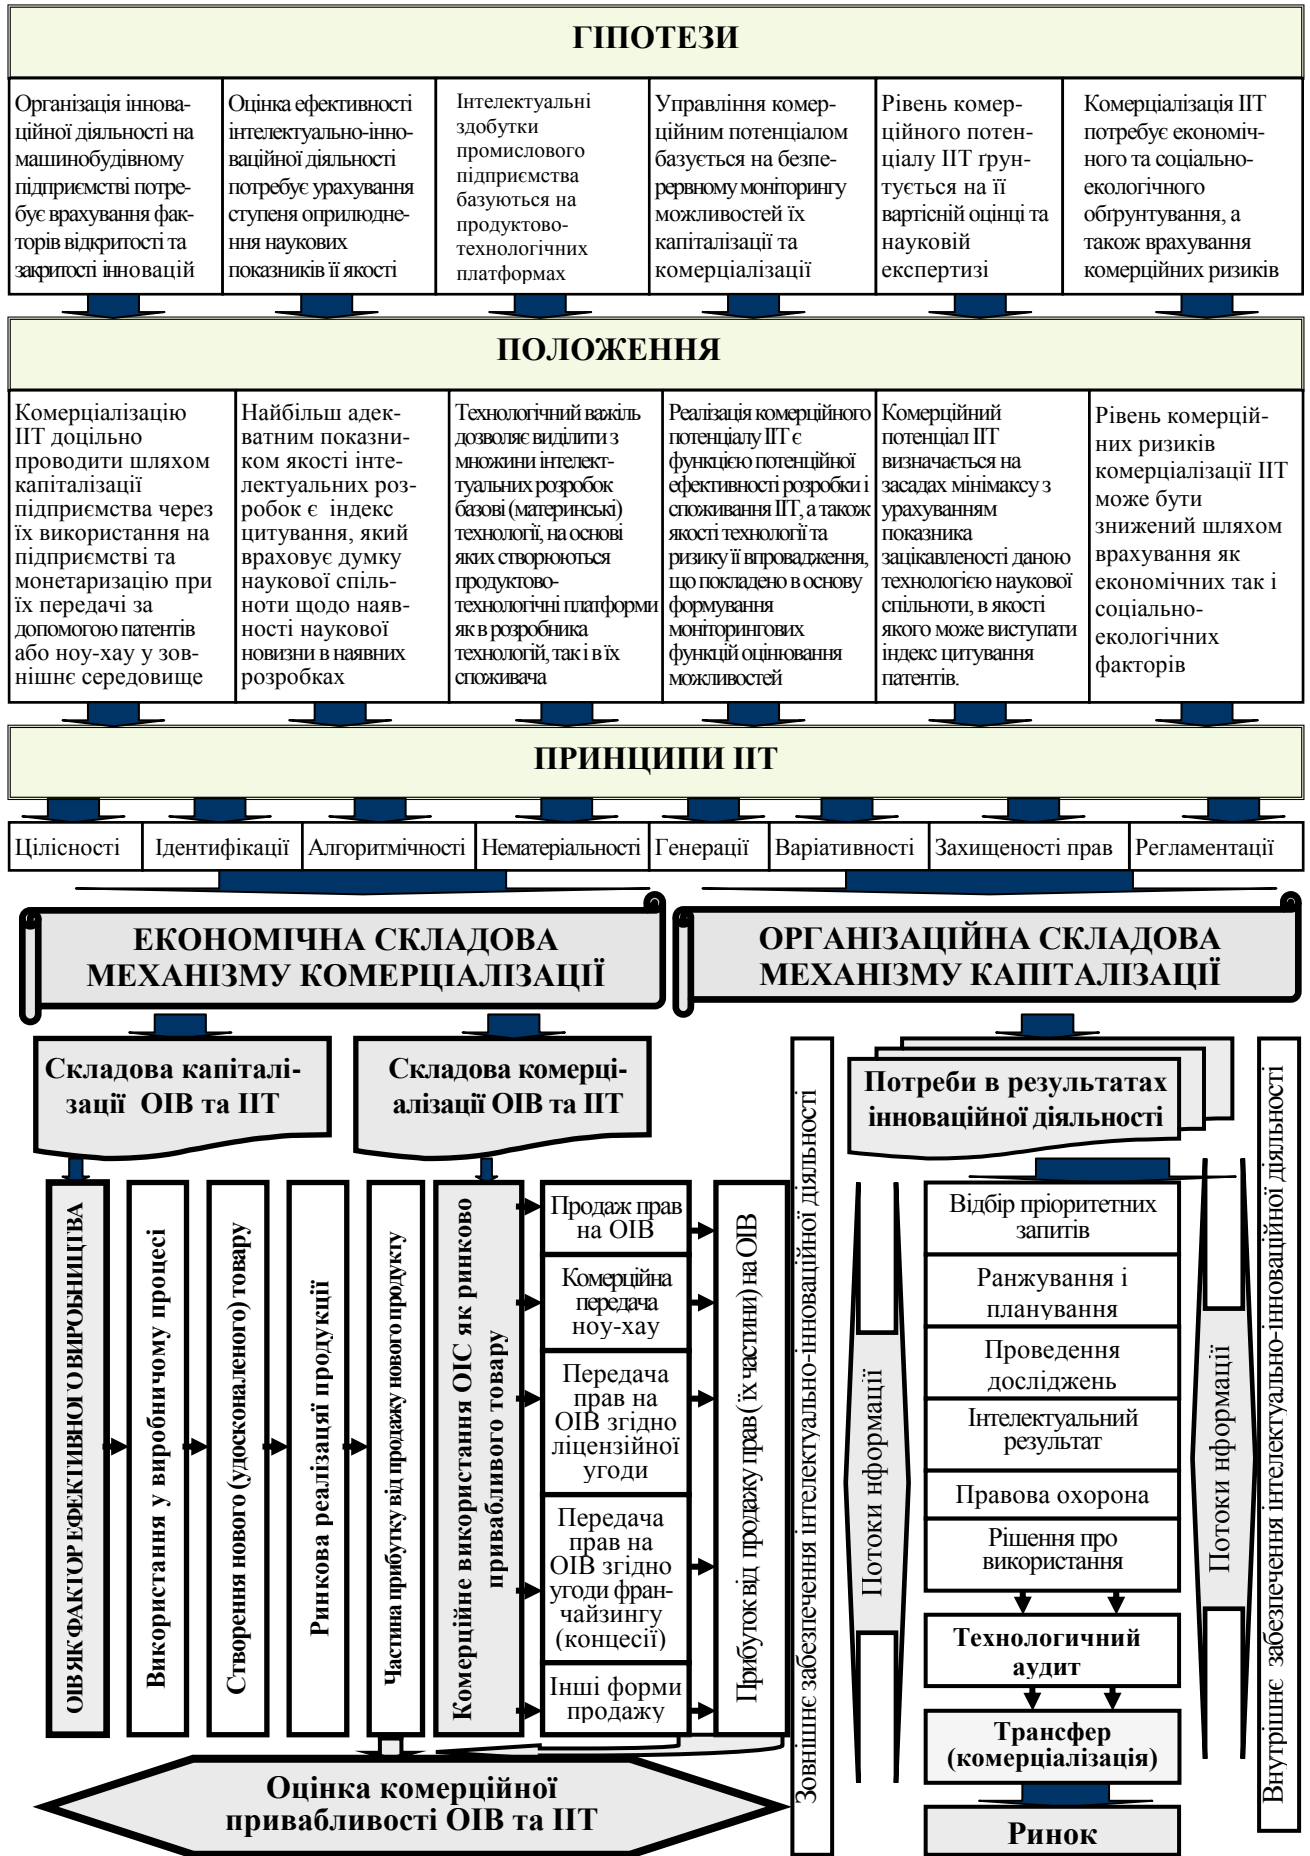 ГІПОТЕЗИ
Організація іннова-
ційної діяльності на
машинобудівному
підприємстві потре-
бує врахування фак-
торів відкритості та
закритості інновацій
Оцінка ефективності
інтелектуально-інно-
ваційної діяльності
потребує урахування
ступеня оприлюдне-
ння наукових
показників її якості
Інтелектуальні
здобутки
промислового
підприємства
базуються на
продуктово-
технологічних
платформах
Управління комер-
ційним потенціалом
базується на безпе-
рервному моніторингу
можливостей їх
капіталізації та
комерціалізації
Рівень комер-
ційного потен-
ціалу ІІТ ґрун-
тується на її
вартісній оцінці та
науковій
експертизі
Комерціалізація ІІТ
потребує економіч-
ного та соціально-
екологічного
обґрунтування, а
також врахування
комерційних ризиків
ПОЛОЖЕННЯ
Комерціалізацію
ІІТ доцільно
проводити шляхом
капіталізації
підприємства через
їх використання на
підприємстві та
монетаризацію при
їх передачі за
допомогою патентів
або ноу-хау у зов-
нішнє середовище
Найбільш адек-
ватним показни-
ком якості інте-
лектуальних роз-
робок є індекс
цитування, який
враховує думку
наукової спіль-
ноти щодо наяв-
ності наукової
новизни в наявних
розробках
Технологічний важіль
дозволяє виділити з
множини інтелект-
туальних розробок
базові (материнські)
технології, на основі
яких створюються
продуктово-
технологічні платформи
як в розробника
технологій, так і в їх
споживача
Реалізація комерційного
потенціалу ІІТ є
функцією потенційної
ефективності розробки і
споживання ІІТ, а також
якості технології та
ризику її впровадження,
що покладено в основу
формування
моніторингових
функцій оцінювання
можливостей
Комерційний
потенціал ІІТ
визначається на
засадах мінімаксу з
урахуванням
показника
зацікавленості даною
технологією наукової
спільноти, в якості
якого може виступати
індекс цитування
патентів.
Рівень комерцій-
них ризиків
комерціалізації ІІТ
може бути
знижений шляхом
врахування як
економічних так і
соціально-
екологічних
факторів
ПРИНЦИПИ ІІТ
Цілісності
Ідентифікації
Алгоритмічності
Нематеріальності
Генерації
Варіативності
Захищеності прав
Регламентації
ЕКОНОМІЧНА СКЛАДОВА
МЕХАНІЗМУ КОМЕРЦІАЛІЗАЦІЇ
ОРГАНІЗАЦІЙНА СКЛАДОВА
МЕХАНІЗМУ КАПІТАЛІЗАЦІЇ
Складова капіталі-
зації ОІВ та ІІТ
Складова комерці-
алізації ОІВ та ІІТ
ОІВ ЯК ФАКТОР ЕФЕКТИВНОГО ВИРОБНИЦТВА
Використання у виробничому процесі
Створення нового (удосконаленого) товару
Ринкова реалізації продукції
Частина прибутку від продажу нового продукту
Комерційне використання ОІС як ринково
привабливого товару
Продаж прав
на ОІВ
Комерційна
передача
ноу-хау
Передача
прав на
ОІВ згідно
ліцензійної
угоди
Передача
прав на
ОІВ згідно
угоди фран-
чайзингу
(концесії)
Інші форми
продажу
Прибуток від продажу прав ( їх частини) на ОІВ
Оцінка комерційної
привабливості ОІВ та ІІТ
Зовнішнє забезпечення інтелектуально-інноваційної діяльності
Потреби в результатах
інноваційної діяльності
Потоки нформації
Відбір пріоритетних
запитів
Ранжування і
планування
Проведення
досліджень
Інтелектуальний
результат
Правова охорона
Рішення про
використання
Технологичний
аудит
Трансфер
(комерціалізація)
Ринок
Потоки нформації
Внутрішнє забезпечення інтелектуально-інноваційної діяльності